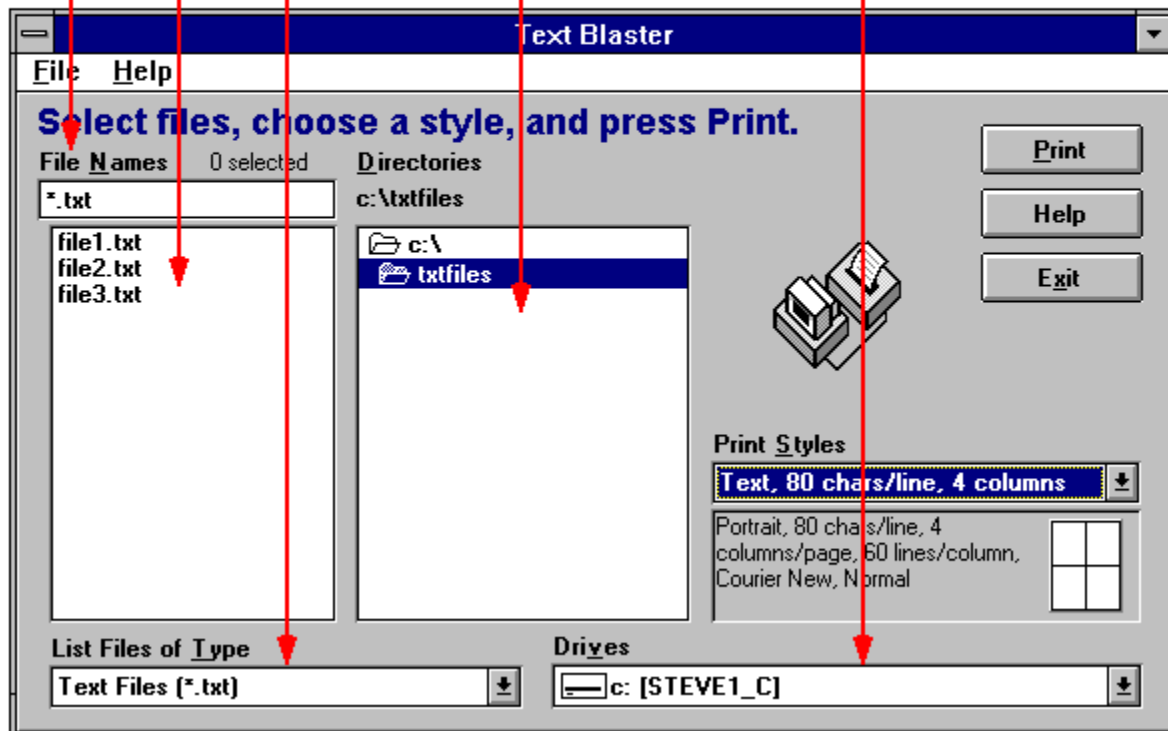 Text Blaster
File Help
Select files, choose a style, and press Print.
File Names 0 selected
*.txt
file1.txt
file2.txt
file3.txt
Directories
c:\txtfiles
c:\
txtfiles
Print
Help
Exit
Print Styles
Text, 80 chars/line, 4 columns
Portrait, 80 chars/line, 4
columns/page, 60 lines/column,
Courier New, Normal
List Files of Type
Text Files (*.txt)
Drives
c: [STEVE1_C]